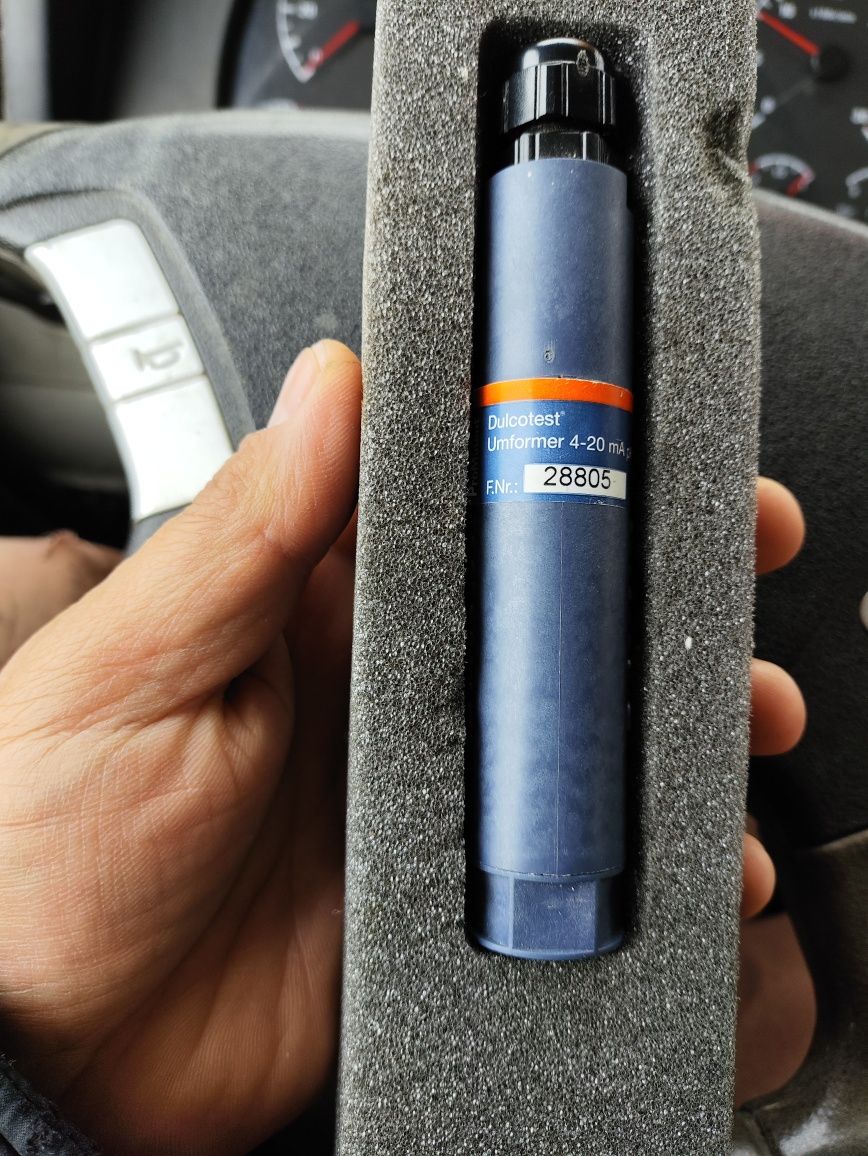 Dulcotest®
Umformer 4-20 mA
F.Nr.: 28805